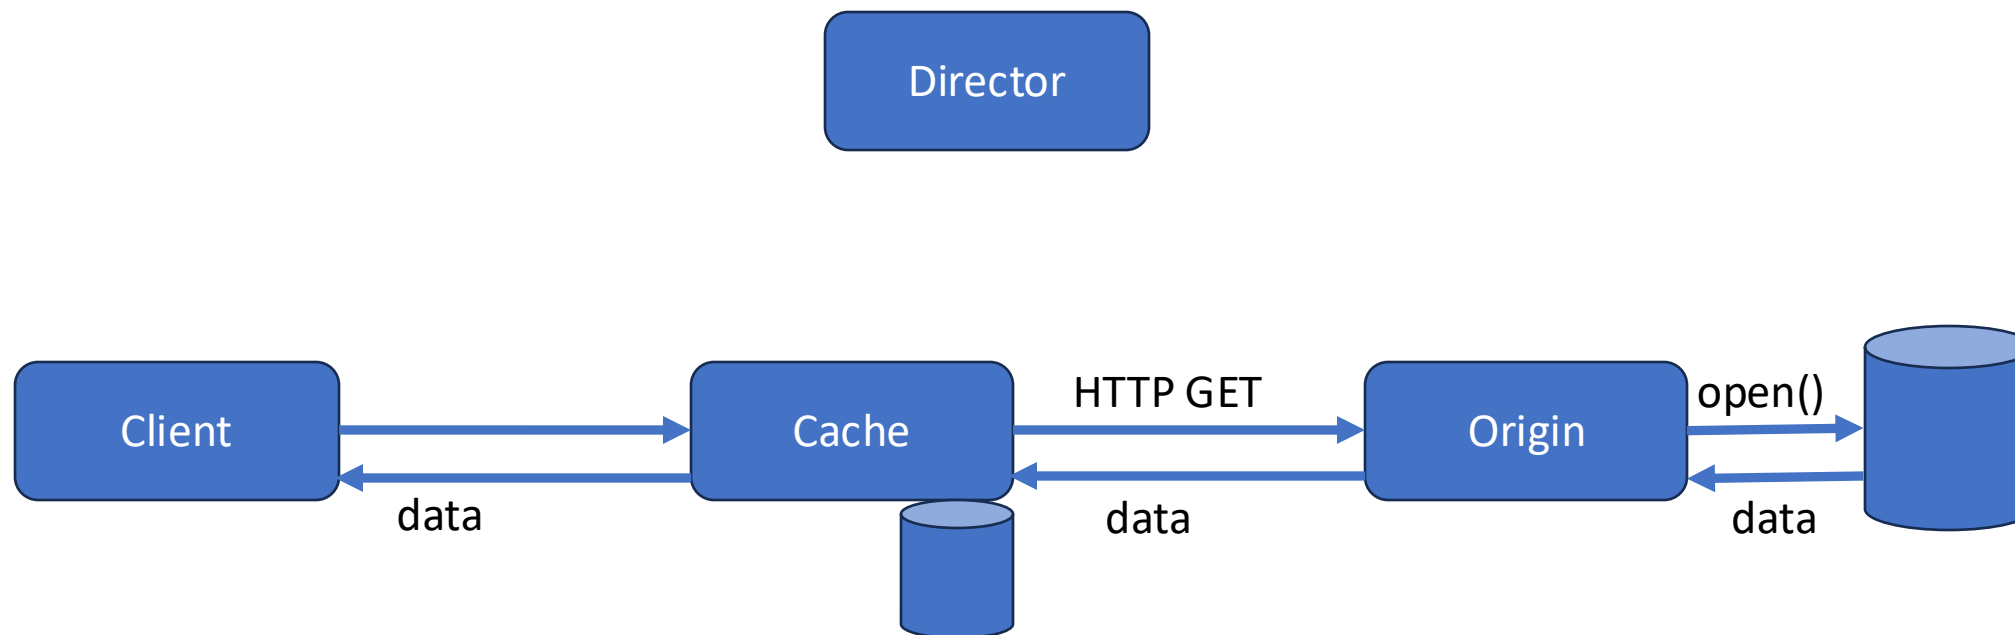 Director
Client
Cache
HTTP GET
Origin
open()
data
data
data